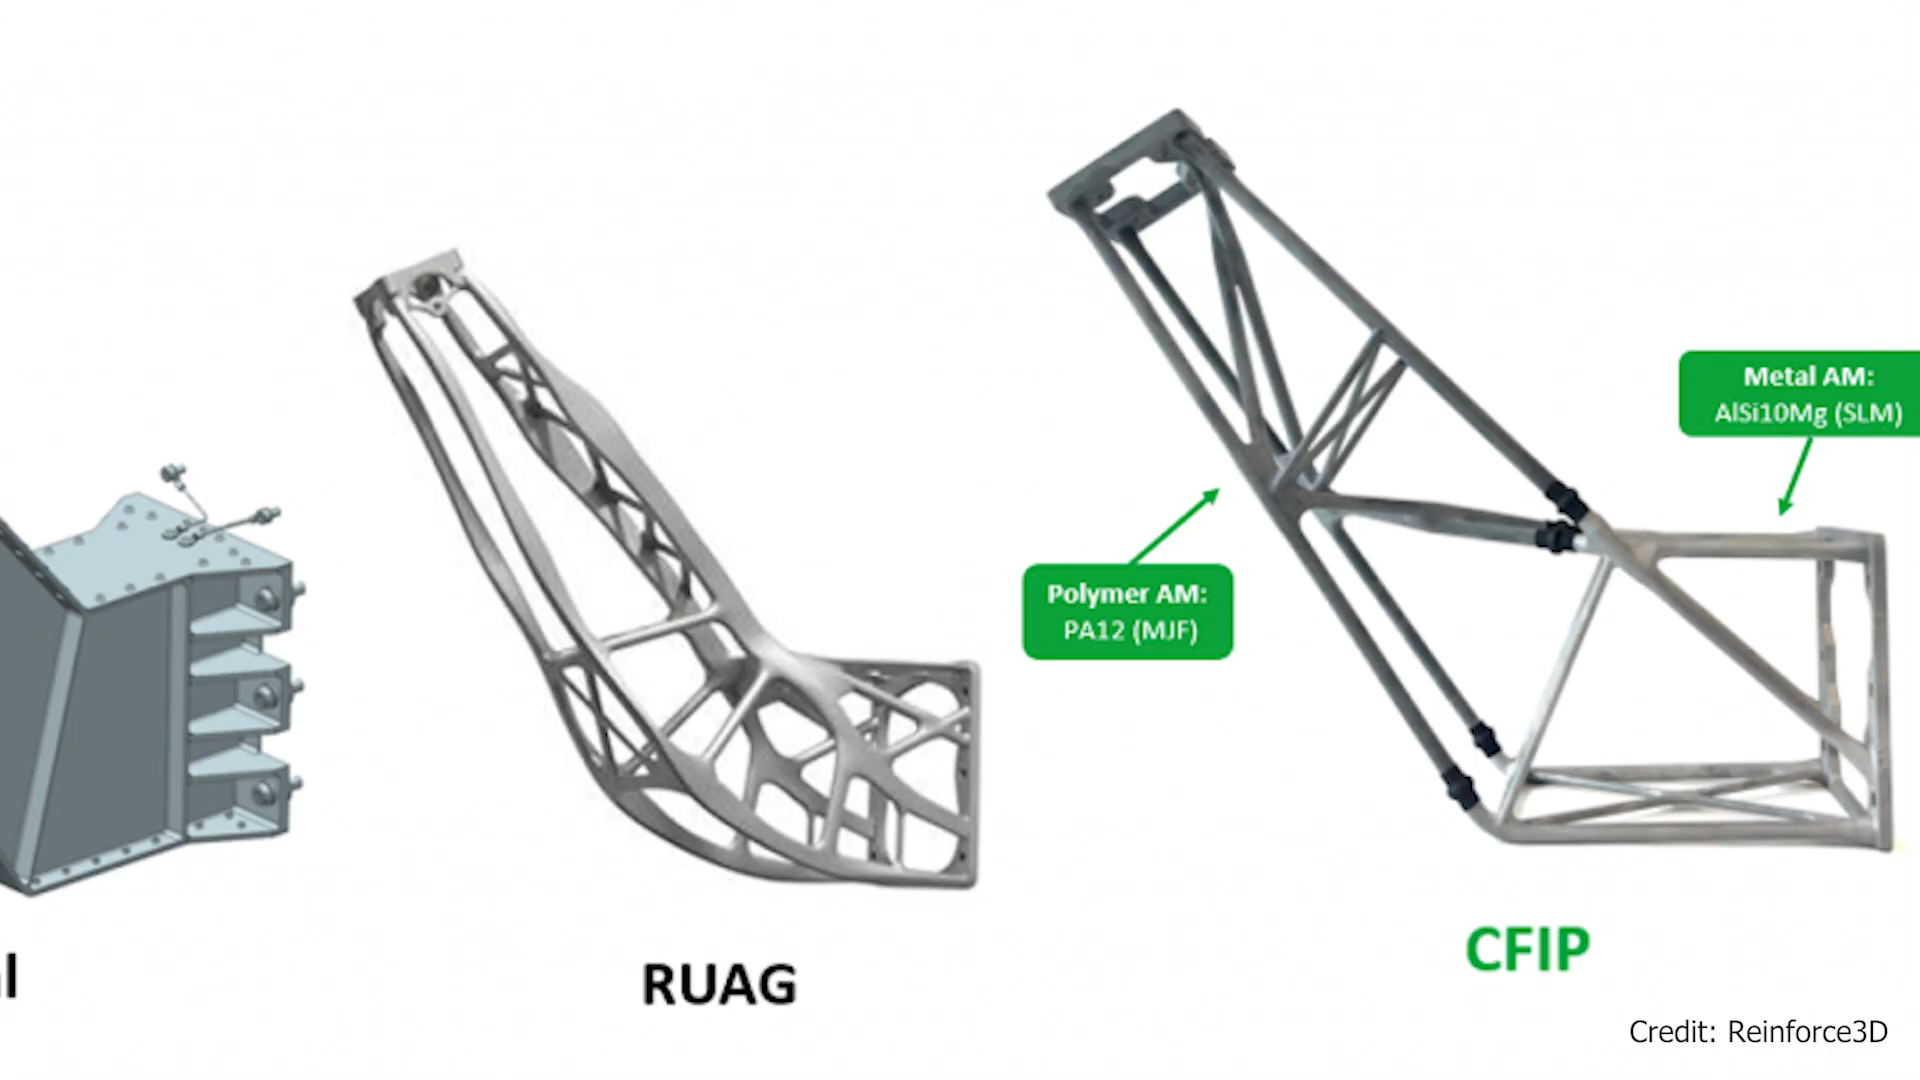 Metal AM:
AlSi10Mg (SLM)
Polymer AM:
PA12 (MJF)
CFIP
RUAG
Credit: Reinforce3D